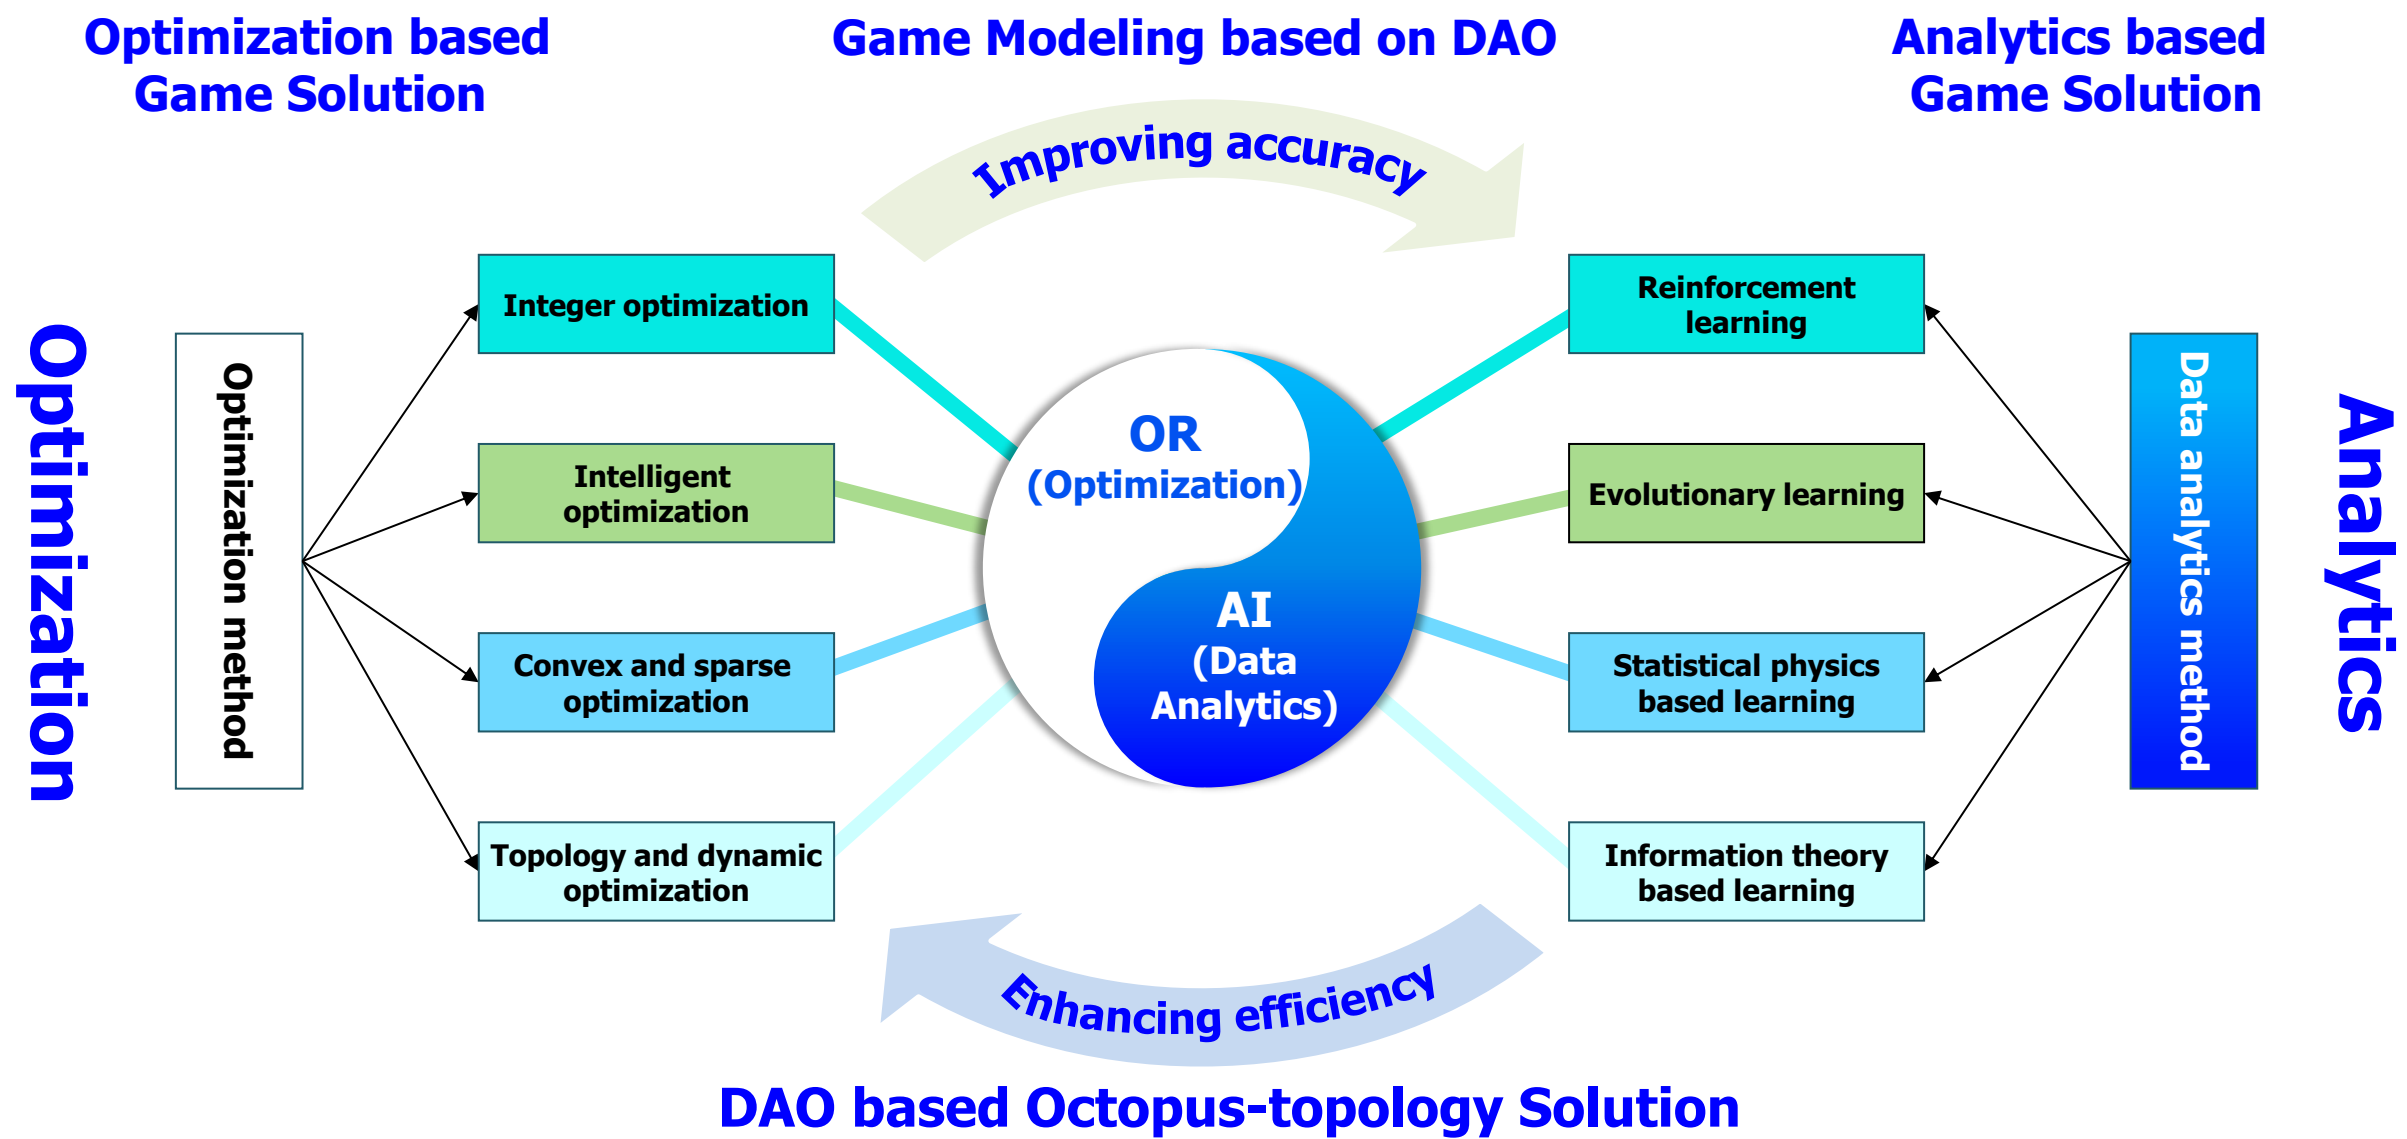 Optimization based
Game Solution
Game Modeling based on DAO
Analytics based
Game Solution
Improving accuracy
Optimization
Optimization method
Integer optimization
Intelligent
optimization
Convex and sparse
optimization
Topology and dynamic
optimization
OR
(Optimization)
AI
(Data
Analytics)
Reinforcement
learning
Evolutionary learning
Statistical physics
based learning
Information theory
based learning
Data analytics method
Analytics
Enhancing efficiency
DAO based Octopus-topology Solution